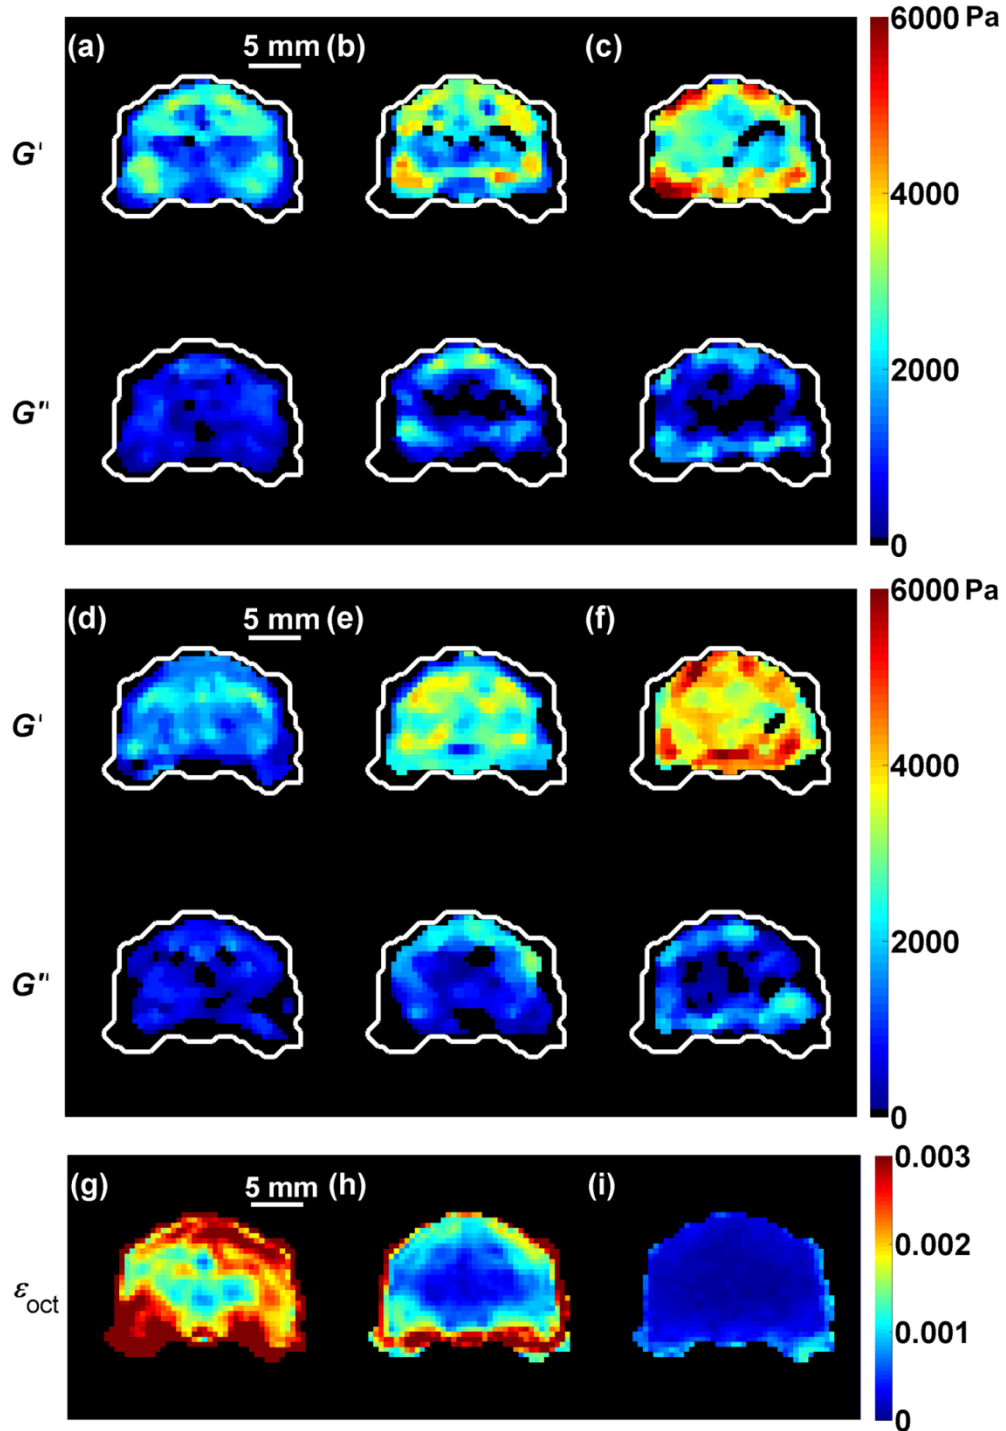 (a) 5 mm (b) (c) 6000 Pa
G'
4000
2000
G"
0
(d) 5 mm (e) (f) 6000 Pa
G'
4000
2000
G"
0
(g) 5 mm (h) (i) 0.003
0.002
εoct
0.001
0